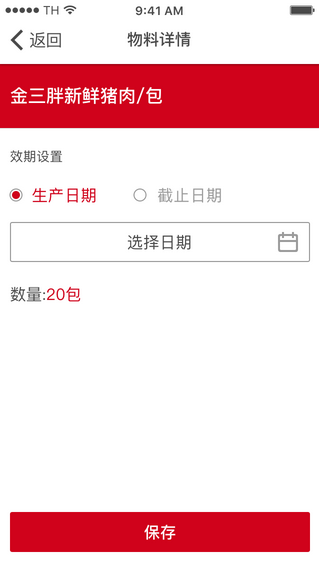 TH 9:41 AM
返回 物料详情
金三胖新鲜猪肉/包
效期设置
生产日期 截止日期
选择日期
数量:20包
保存